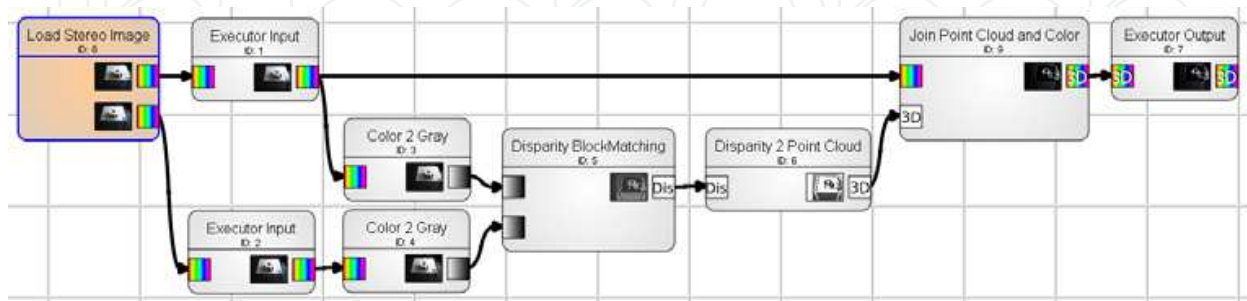 Load Stereo Image
ID: 0
Executor Input
ID: 1
Join Point Cloud and Color
ID: 9
3D
3D
Executor Output
ID: 7
3D
3D
Color 2 Gray
ID: 3
Disparity BlockMatching
ID: 5
Dis
Disparity 2 Point Cloud
ID: 6
Dis
3D
Executor Input
ID: 2
Color 2 Gray
ID: 4